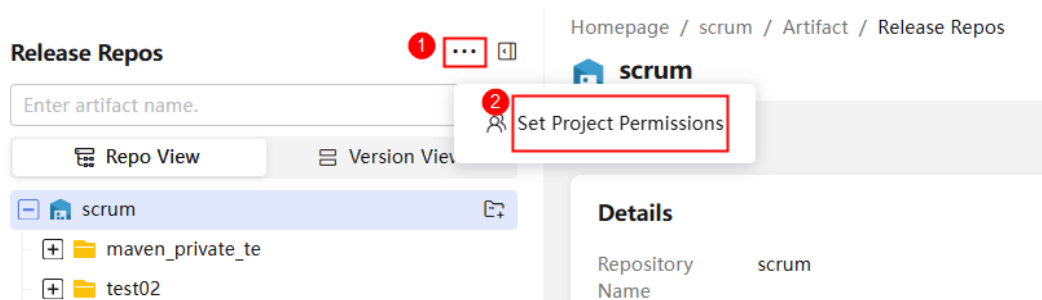 Homepage / scrum / Artifact / Release Repos
Release Repos
1
scrum
Enter artifact name.
2
Set Project Permissions
Repo View
Version View
scrum
Details
maven_private_te
Repository Name
scrum
test02